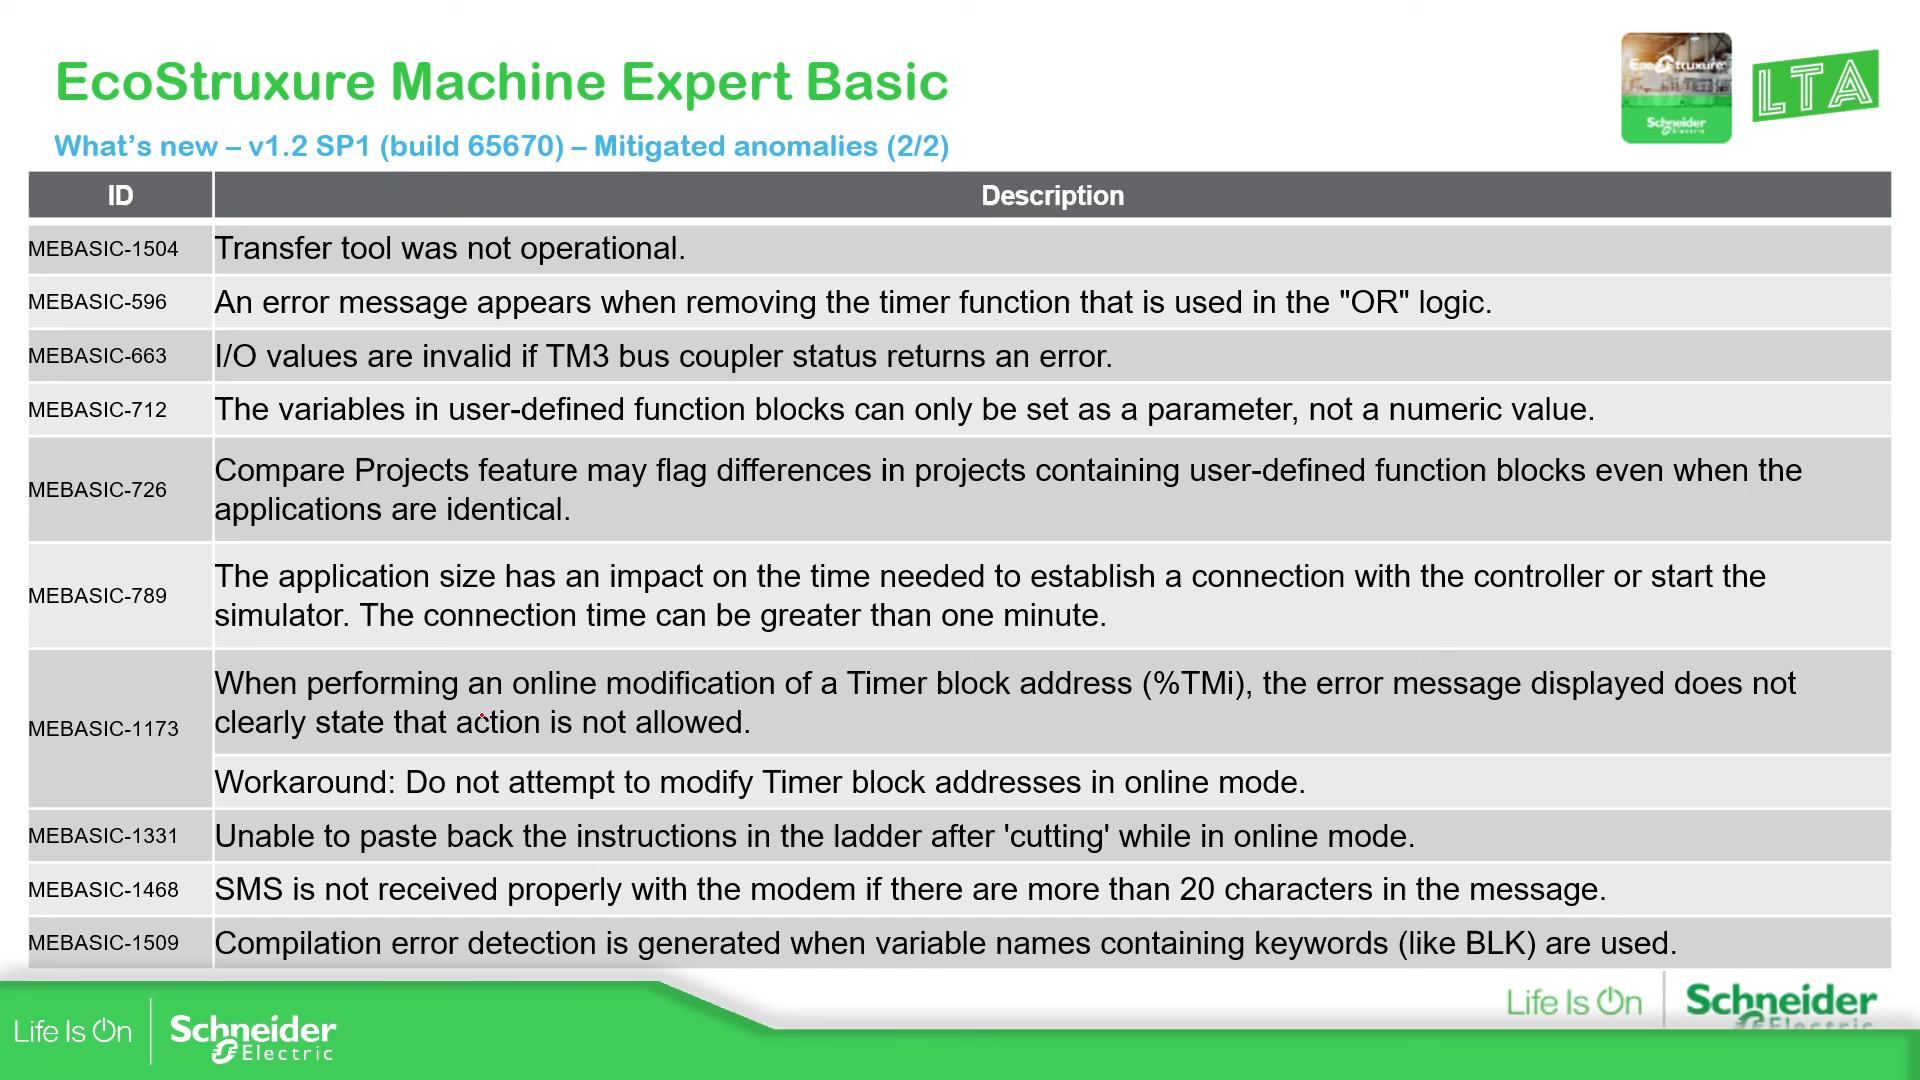 EcoStruxure Machine Expert Basic
What's new – v1.2 SP1 (build 65670) – Mitigated anomalies (2/2)
EcoStruxure
Schneider
Electric
LTA
ID Description
MEBASIC-1504 Transfer tool was not operational.
MEBASIC-596 An error message appears when removing the timer function that is used in the "OR" logic.
MEBASIC-663 I/O values are invalid if TM3 bus coupler status returns an error.
MEBASIC-712 The variables in user-defined function blocks can only be set as a parameter, not a numeric value.
MEBASIC-726 Compare Projects feature may flag differences in projects containing user-defined function blocks even when the
applications are identical.
MEBASIC-789 The application size has an impact on the time needed to establish a connection with the controller or start the
simulator. The connection time can be greater than one minute.
MEBASIC-1173 When performing an online modification of a Timer block address (%TMi), the error message displayed does not
clearly state that action is not allowed.
Workaround: Do not attempt to modify Timer block addresses in online mode.
MEBASIC-1331 Unable to paste back the instructions in the ladder after 'cutting' while in online mode.
MEBASIC-1468 SMS is not received properly with the modem if there are more than 20 characters in the message.
MEBASIC-1509 Compilation error detection is generated when variable names containing keywords (like BLK) are used.
Life Is On Schneider
Electric
Life Is On Schneider
Electric